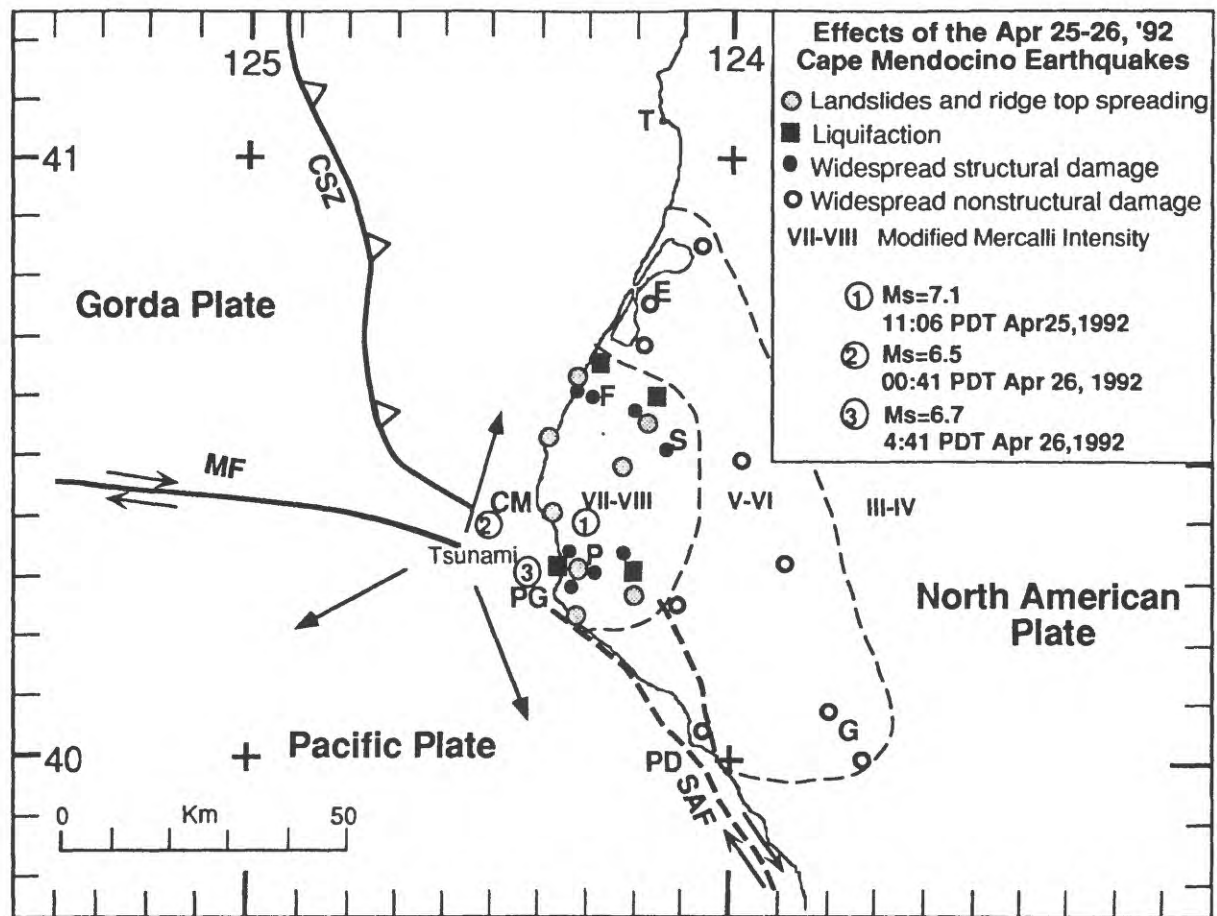 125
124
Effects of the Apr 25-26, '92
Cape Mendocino Earthquakes
Landslides and ridge top spreading
Liquifaction
Widespread structural damage
Widespread nonstructural damage
VII-VIII Modified Mercalli Intensity
1 Ms=7.1
11:06 PDT Apr25,1992
2 Ms=6.5
00:41 PDT Apr 26, 1992
3 Ms=6.7
4:41 PDT Apr 26,1992
T
41
CSZ
Gorda Plate
E
F
S
MF
CM
VII-VIII
V-VI
III-IV
2
1
Tsunami
3
P
PG
North American
Plate
Pacific Plate
G
40
PD
SAF
0 Km 50